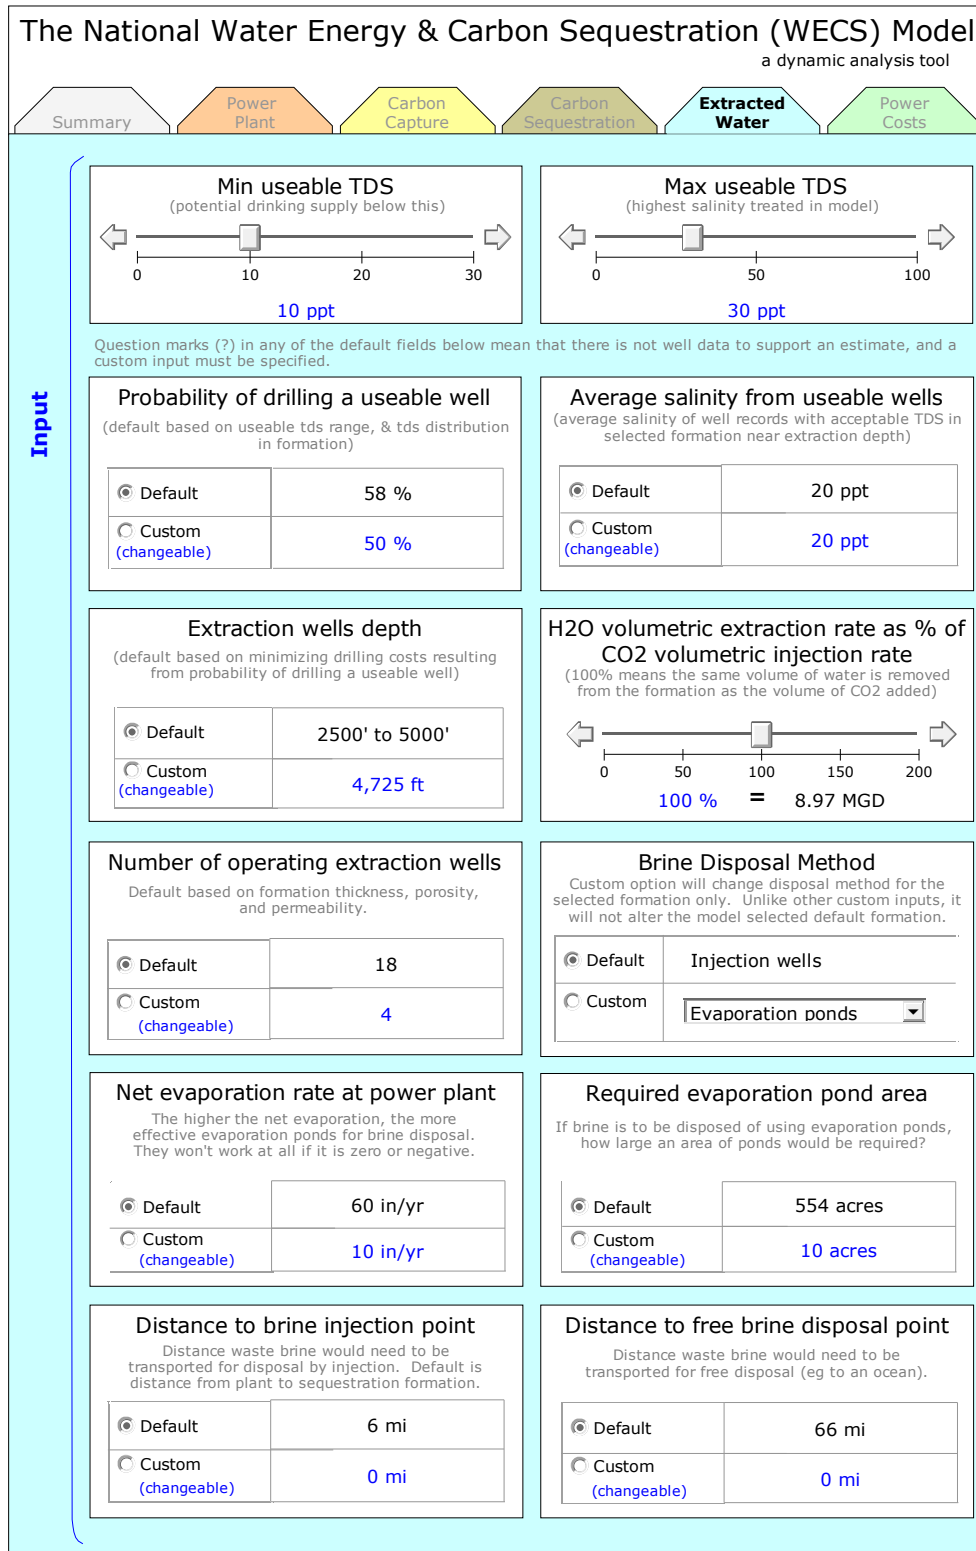 The National Water Energy & Carbon Sequestration (WECS) Model
a dynamic analysis tool
Summary
Power
Plant
Carbon
Capture
Carbon
Sequestration
Extracted
Water
Power
Costs
Input
Min useable TDS
(potential drinking supply below this)
0 10 20 30
10 ppt
Max useable TDS
(highest salinity treated in model)
0 50 100
30 ppt
Question marks (?) in any of the default fields below mean that there is not well data to support an estimate, and a
custom input must be specified.
Probability of drilling a useable well
(default based on useable tds range, & tds distribution
in formation)
Default 58 %
Custom
(changeable) 50 %
Average salinity from useable wells
(average salinity of well records with acceptable TDS in
selected formation near extraction depth)
Default 20 ppt
Custom
(changeable) 20 ppt
Extraction wells depth
(default based on minimizing drilling costs resulting
from probability of drilling a useable well)
Default 2500' to 5000'
Custom
(changeable) 4,725 ft
H2O volumetric extraction rate as % of
CO2 volumetric injection rate
(100% means the same volume of water is removed
from the formation as the volume of CO2 added)
0 50 100 150 200
100 % = 8.97 MGD
Number of operating extraction wells
Default based on formation thickness, porosity,
and permeability.
Default 18
Custom
(changeable) 4
Brine Disposal Method
Custom option will change disposal method for the
selected formation only. Unlike other custom inputs, it
will not alter the model selected default formation.
Default Injection wells
Custom Evaporation ponds
Net evaporation rate at power plant
The higher the net evaporation, the more
effective evaporation ponds for brine disposal.
They won't work at all if it is zero or negative.
Default 60 in/yr
Custom
(changeable) 10 in/yr
Required evaporation pond area
If brine is to be disposed of using evaporation ponds,
how large an area of ponds would be required?
Default 554 acres
Custom
(changeable) 10 acres
Distance to brine injection point
Distance waste brine would need to be
transported for disposal by injection. Default is
distance from plant to sequestration formation.
Default 6 mi
Custom
(changeable) 0 mi
Distance to free brine disposal point
Distance waste brine would need to be
transported for free disposal (eg to an ocean).
Default 66 mi
Custom
(changeable) 0 mi